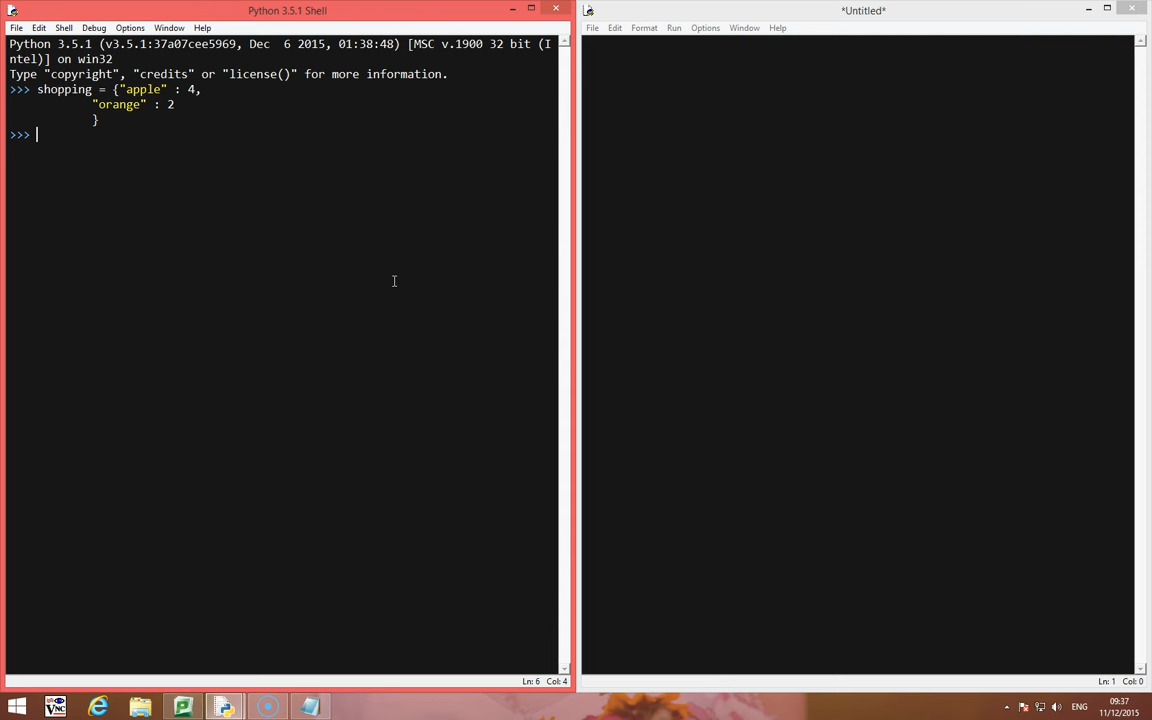 Python 3.5.1 Shell
File Edit Shell Debug Options Window Help
Python 3.5.1 (v3.5.1:37a07cee5969, Dec  6 2015, 01:38:48) [MSC v.1900 32 bit (I
ntel)] on win32
Type "copyright", "credits" or "license()" for more information.
>>> shopping = {"apple" : 4,
"orange" : 2
}
>>>
Ln: 6 Col: 4
*Untitled*
File Edit Format Run Options Window Help
Ln: 1 Col: 0
VNC
ENG
09:37
11/12/2015